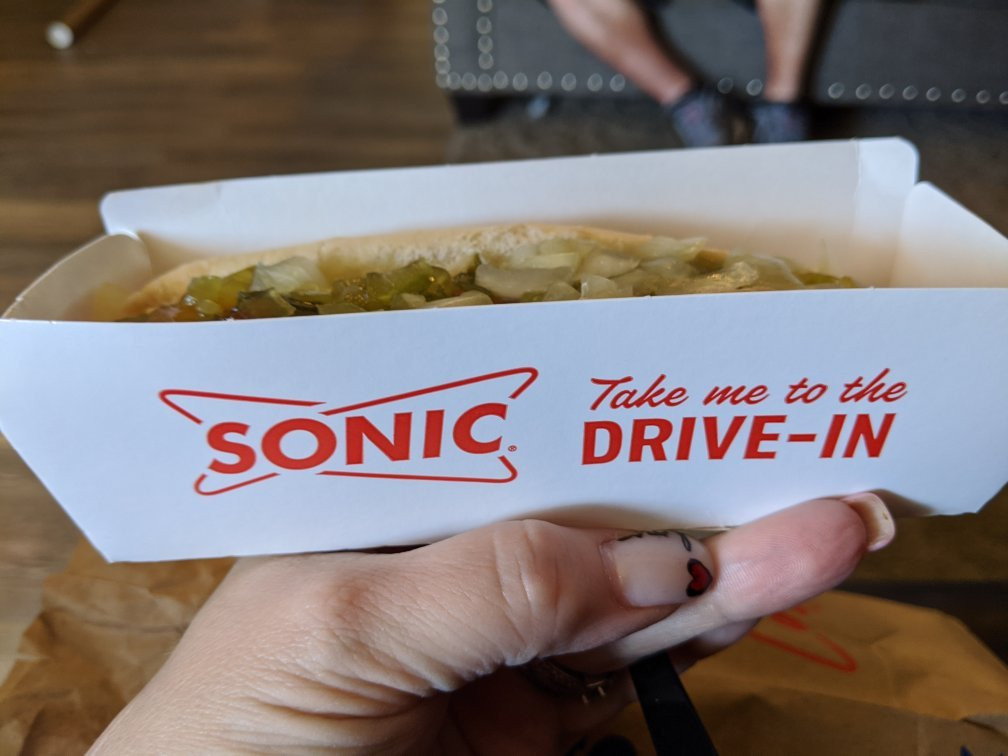 SONIC
Take me to the
DRIVE-IN